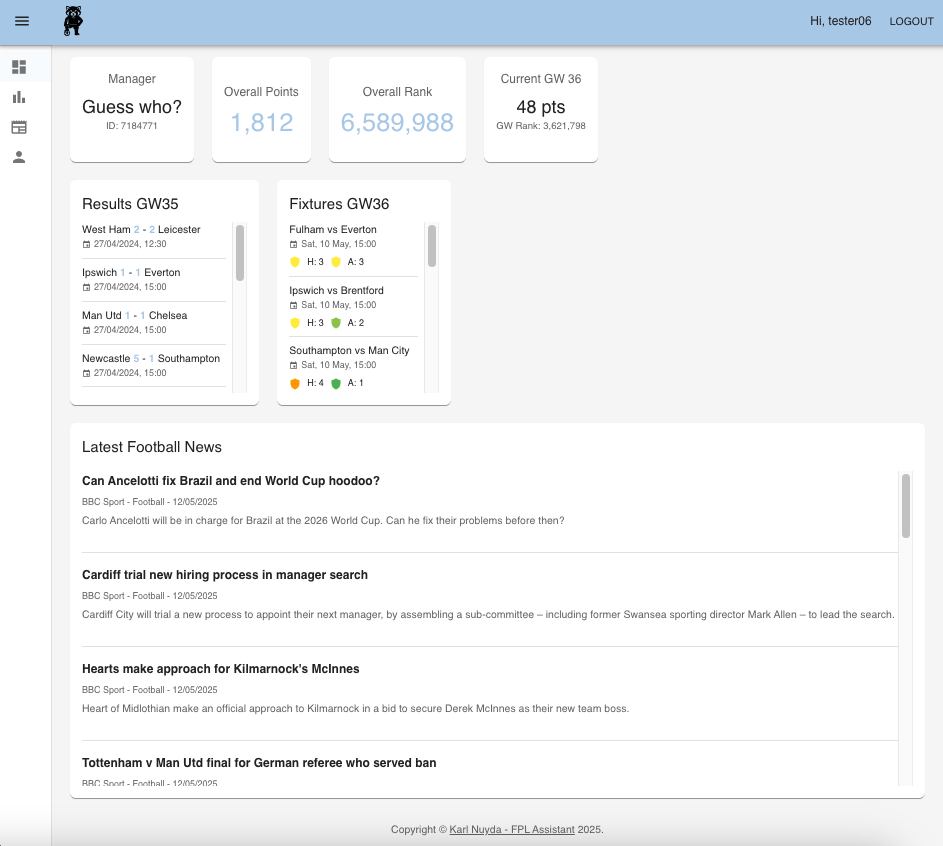 Hi, tester06 LOGOUT
Manager
Guess who?
ID: 7184771
Overall Points
1,812
Overall Rank
6,589,988
Current GW 36
48 pts
GW Rank: 3,621,798
Results GW35
West Ham 2 - 2 Leicester
27/04/2024, 12:30
Ipswich 1 - 1 Everton
27/04/2024, 15:00
Man Utd 1 - 1 Chelsea
27/04/2024, 15:00
Newcastle 5 - 1 Southampton
27/04/2024, 15:00
Fixtures GW36
Fulham vs Everton
Sat, 10 May, 15:00
H: 3 A: 3
Ipswich vs Brentford
Sat, 10 May, 15:00
H: 3 A: 2
Southampton vs Man City
Sat, 10 May, 15:00
H: 4 A: 1
Latest Football News
Can Ancelotti fix Brazil and end World Cup hoodoo?
BBC Sport - Football - 12/05/2025
Carlo Ancelotti will be in charge for Brazil at the 2026 World Cup. Can he fix their problems before then?
Cardiff trial new hiring process in manager search
BBC Sport - Football - 12/05/2025
Cardiff City will trial a new process to appoint their next manager, by assembling a sub-committee – including former Swansea sporting director Mark Allen – to lead the search.
Hearts make approach for Kilmarnock's McInnes
BBC Sport - Football - 12/05/2025
Heart of Midlothian make an official approach to Kilmarnock in a bid to secure Derek McInnes as their new team boss.
Tottenham v Man Utd final for German referee who served ban
BBC Sport - Football - 12/05/2025
Copyright © Karl Nuyda - FPL Assistant 2025.